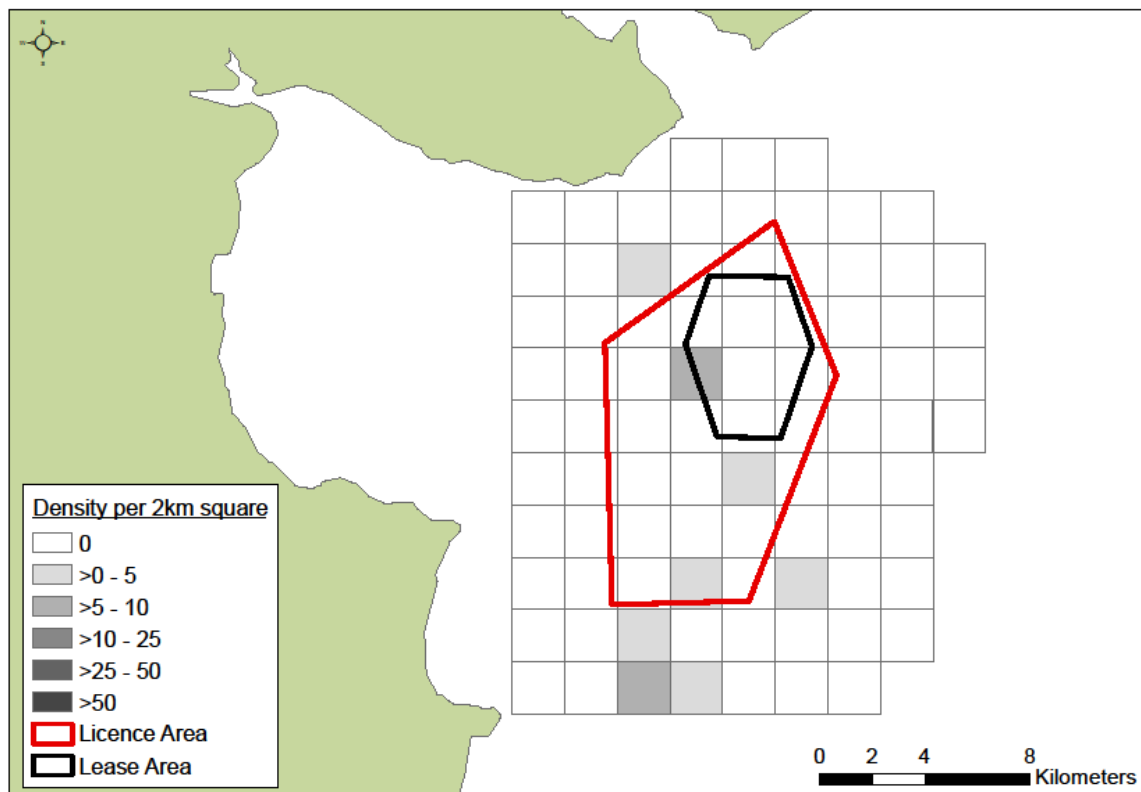 N
W E
S
Density per 2km square
0
>0 - 5
>5 - 10
>10 - 25
>25 - 50
>50
Licence Area
Lease Area
0 2 4 8
Kilometers